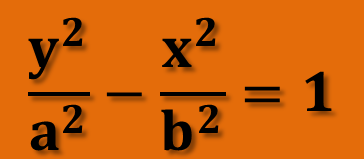 y²/a² − x²/b² = 1